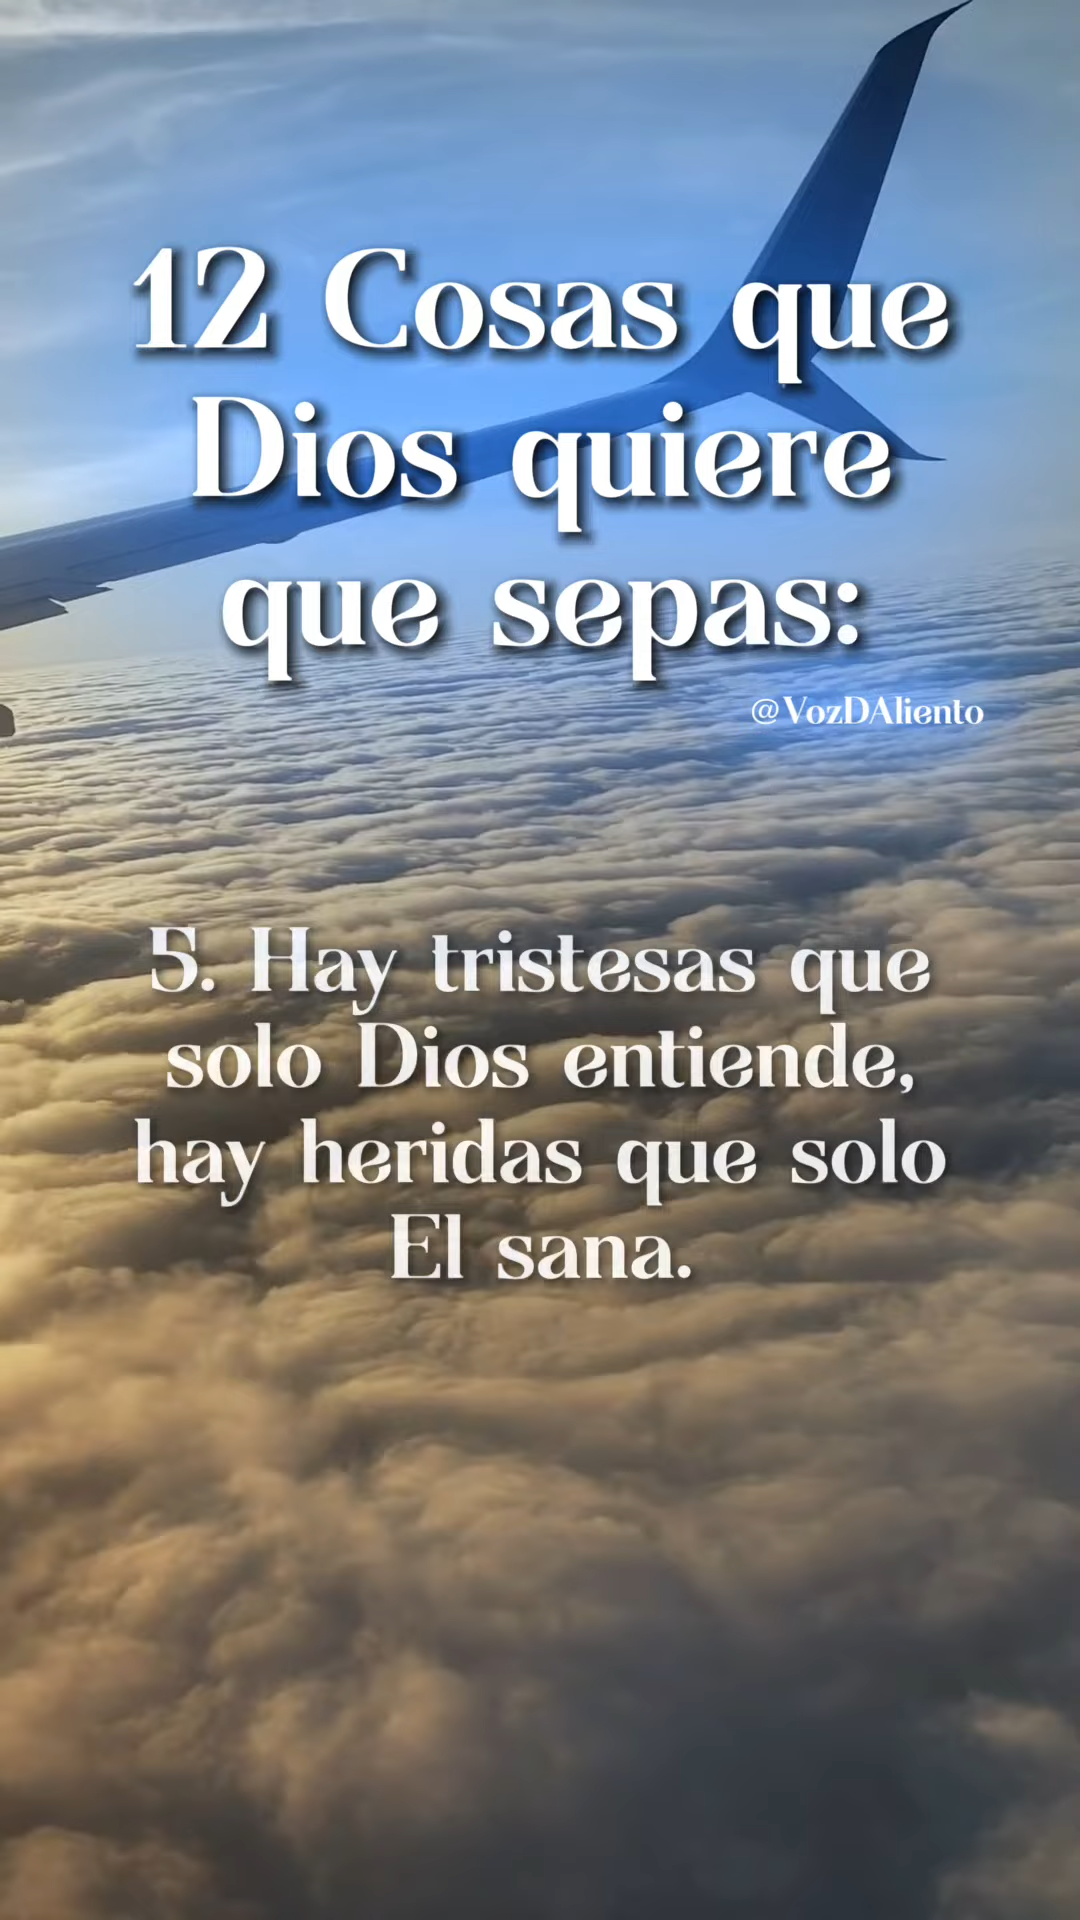 12 Cosas que
Dios quiere
que sepas:
@VozDAliento
5. Hay tristesas que
solo Dios entiende,
hay heridas que solo
El sana.